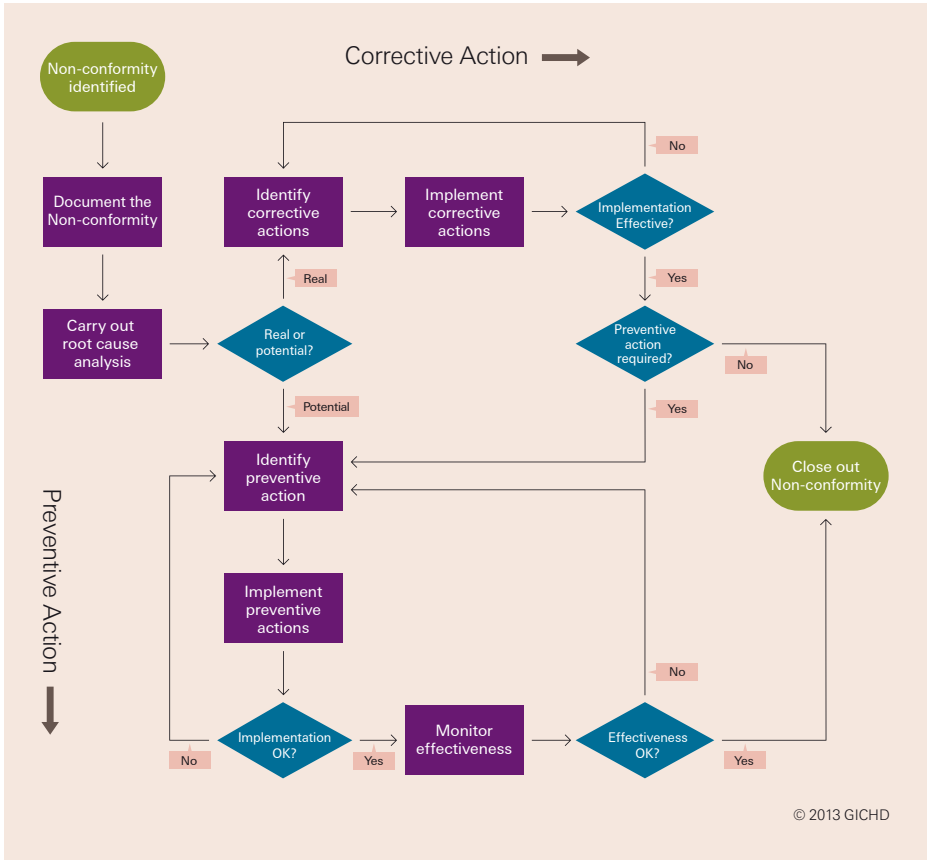 Corrective Action
Non-conformity
identified
No
Document the
Non-conformity
Identify
corrective
actions
Implement
corrective
actions
Implementation
Effective?
Real
Yes
Carry out
root cause
analysis
Real or
potential?
Preventive
action
required?
No
Potential
Yes
Identify
preventive
action
Close out
Non-conformity
Preventive Action
Implement
preventive
actions
No
Implementation
OK?
Monitor
effectiveness
Effectiveness
OK?
No
Yes
Yes
© 2013 GICHD